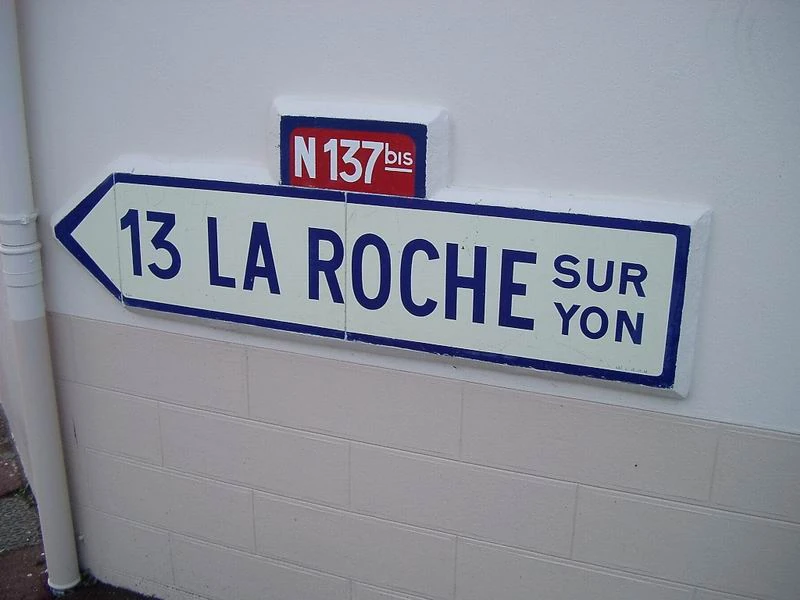 N 137 bis
13 LA ROCHE SUR
YON